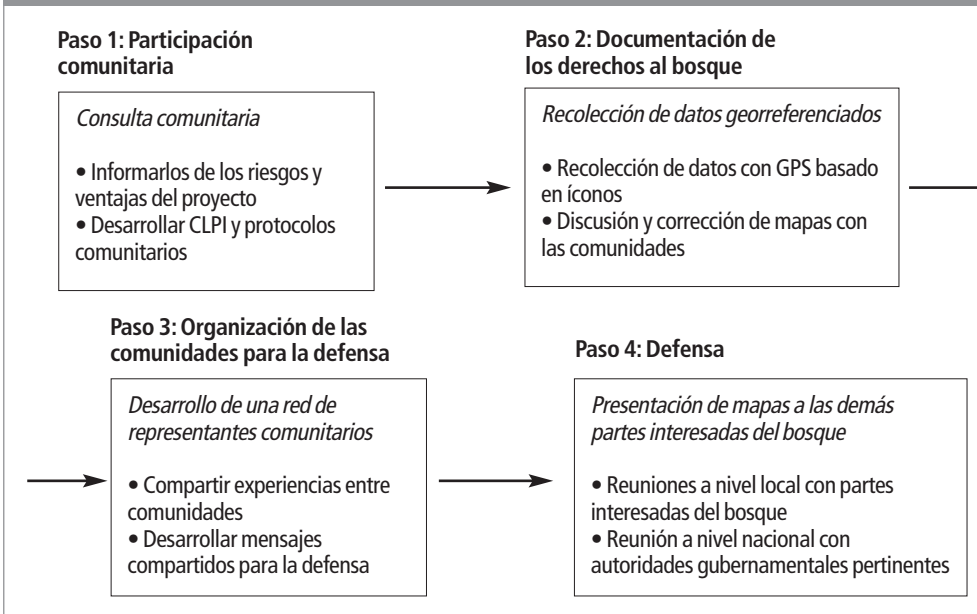 Paso 1: Participación
comunitaria
Consulta comunitaria
• Informarlos de los riesgos y
ventajas del proyecto
• Desarrollar CLPI y protocolos
comunitarios
Paso 2: Documentación de
los derechos al bosque
Recolección de datos georreferenciados
• Recolección de datos con GPS basado
en íconos
• Discusión y corrección de mapas con
las comunidades
Paso 3: Organización de las
comunidades para la defensa
Desarrollo de una red de
representantes comunitarios
• Compartir experiencias entre
comunidades
• Desarrollar mensajes
compartidos para la defensa
Paso 4: Defensa
Presentación de mapas a las demás
partes interesadas del bosque
• Reuniones a nivel local con partes
interesadas del bosque
• Reunión a nivel nacional con
autoridades gubernamentales pertinentes